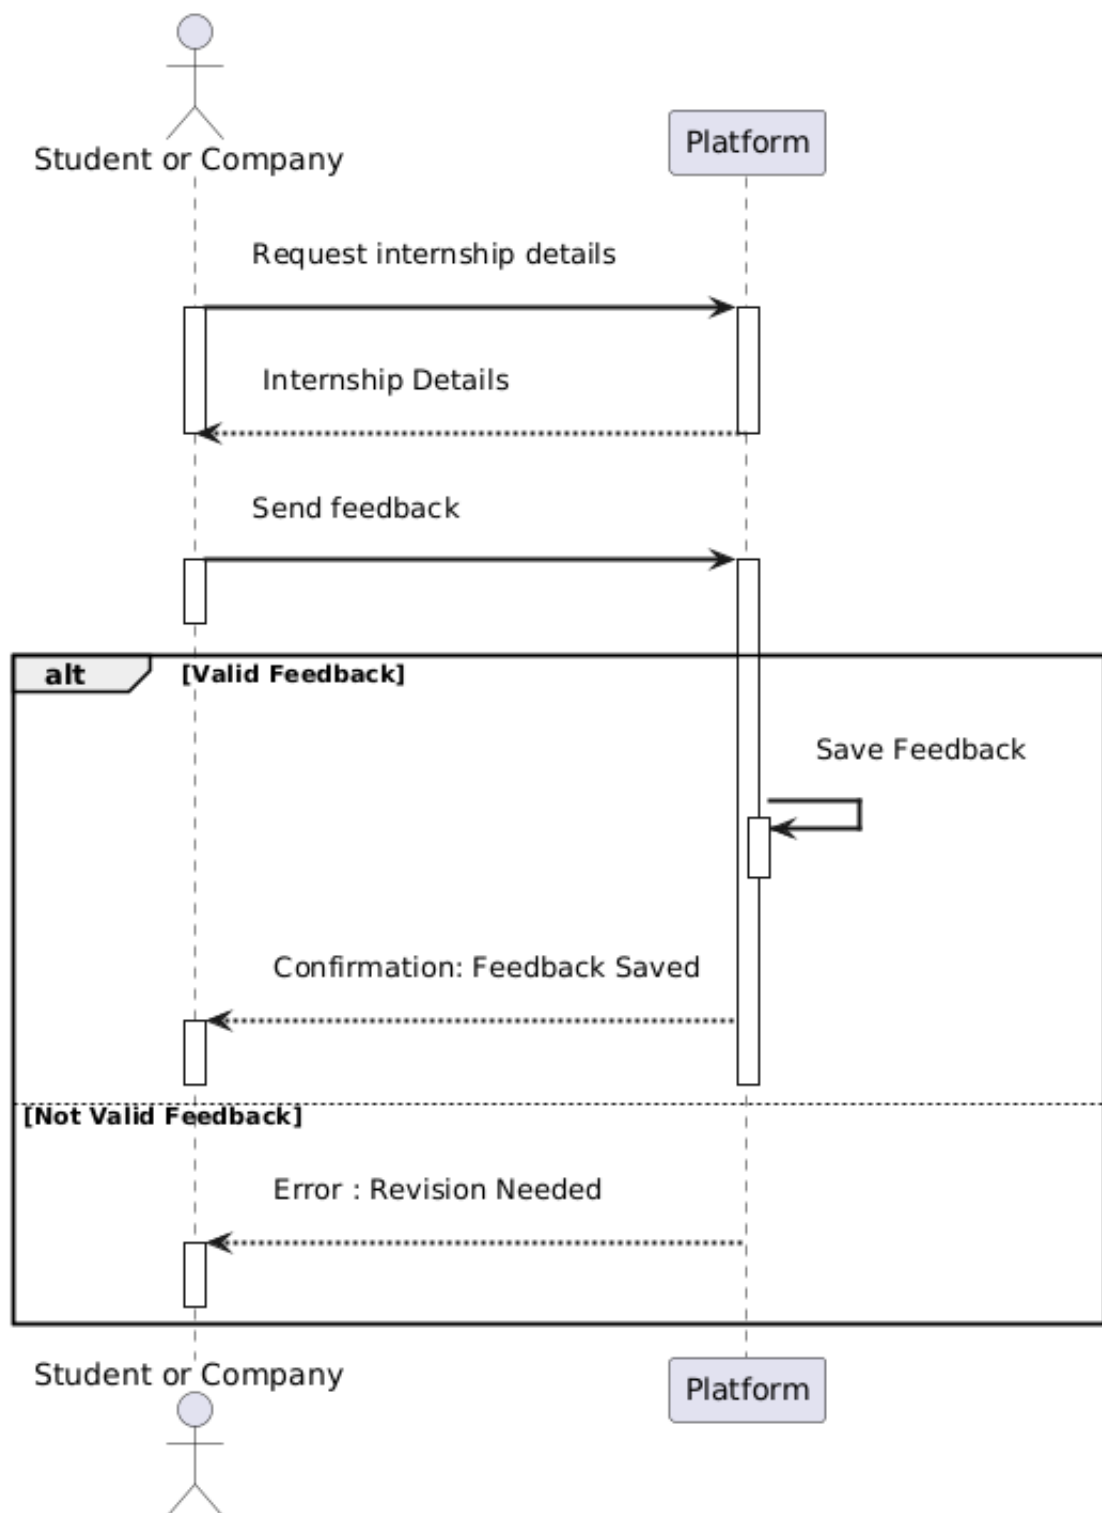 Student or Company
Platform
Request internship details
Internship Details
Send feedback
alt
[Valid Feedback]
Save Feedback
Confirmation: Feedback Saved
[Not Valid Feedback]
Error : Revision Needed
Student or Company
Platform